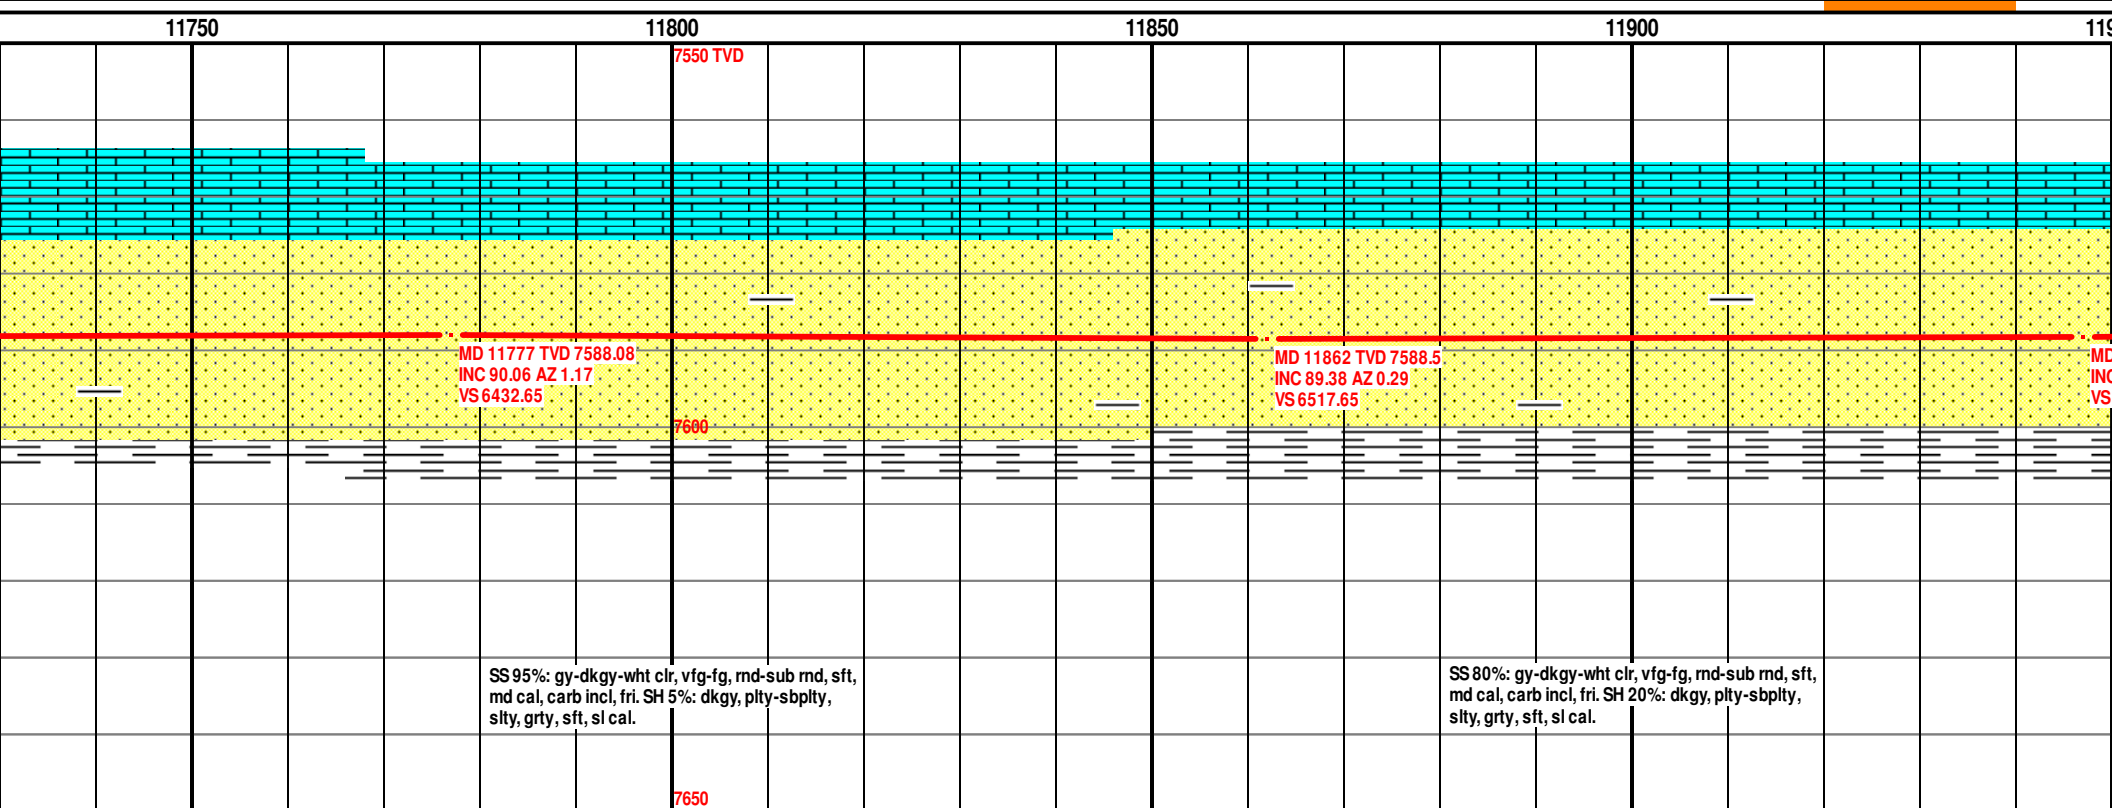 11750
11800
11850
11900
119
7550 TVD
MD 11777 TVD 7588.08
INC 90.06 AZ 1.17
VS 6432.65
MD 11862 TVD 7588.5
INC 89.38 AZ 0.29
VS 6517.65
MD
INC
VS
7600
SS 95%: gy-dkgy-wht clr, vfg-fg, rnd-sub rnd, sft,
md cal, carb incl, fri. SH 5%: dkgy, plty-sbplty,
slty, grty, sft, sl cal.
SS 80%: gy-dkgy-wht clr, vfg-fg, rnd-sub rnd, sft,
md cal, carb incl, fri. SH 20%: dkgy, plty-sbplty,
slty, grty, sft, sl cal.
7650